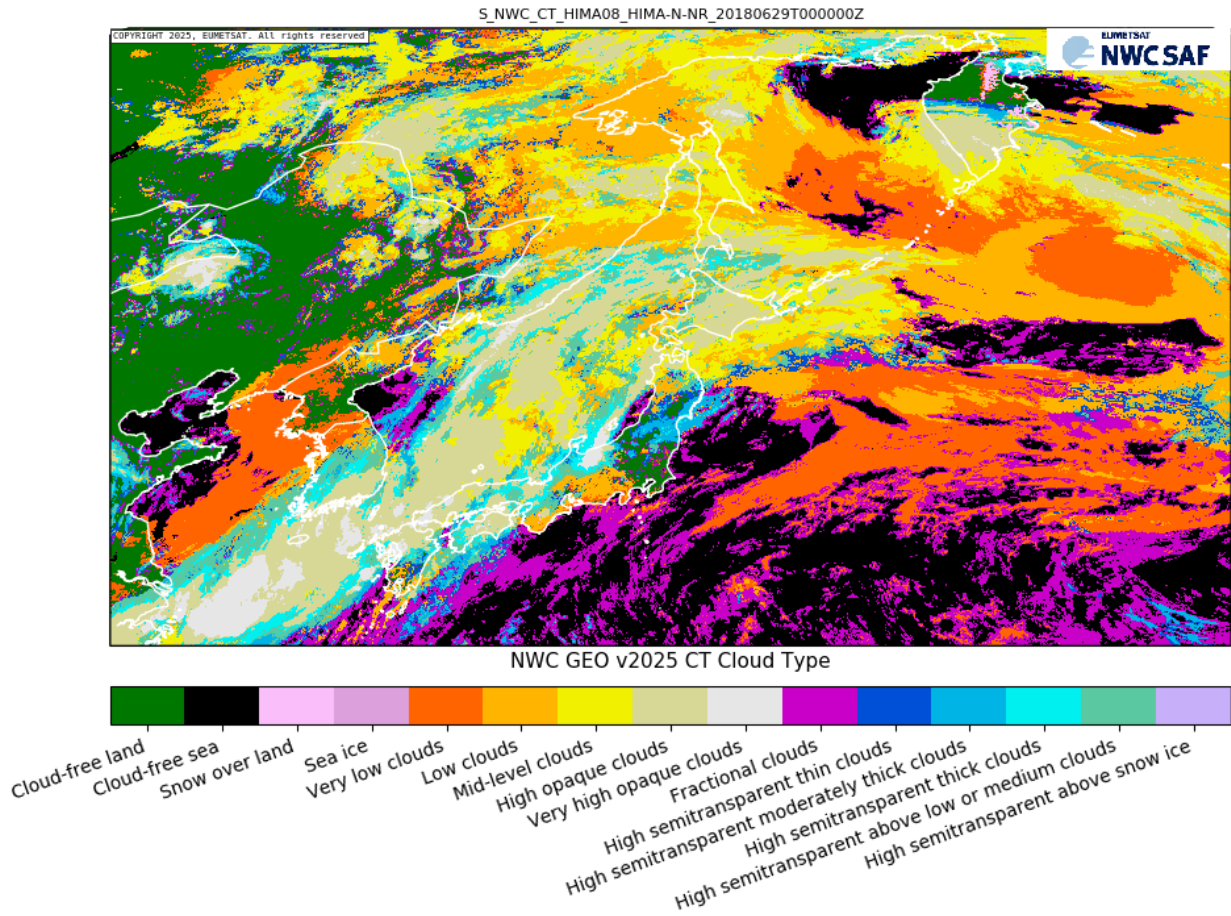 S_NWC_CT_HIMA08_HIMA-N-NR_20180629T000000Z
COPYRIGHT 2025, EUMETSAT. All rights reserved
EUMETSAT
NWC SAF
NWC GEO v2025 CT Cloud Type
Cloud-free land
Cloud-free sea
Snow over land
Sea ice
Very low clouds
Low clouds
Mid-level clouds
High opaque clouds
Very high opaque clouds
Fractional clouds
High semitransparent thin clouds
High semitransparent moderately thick clouds
High semitransparent thick clouds
High semitransparent above low or medium clouds
High semitransparent above snow ice